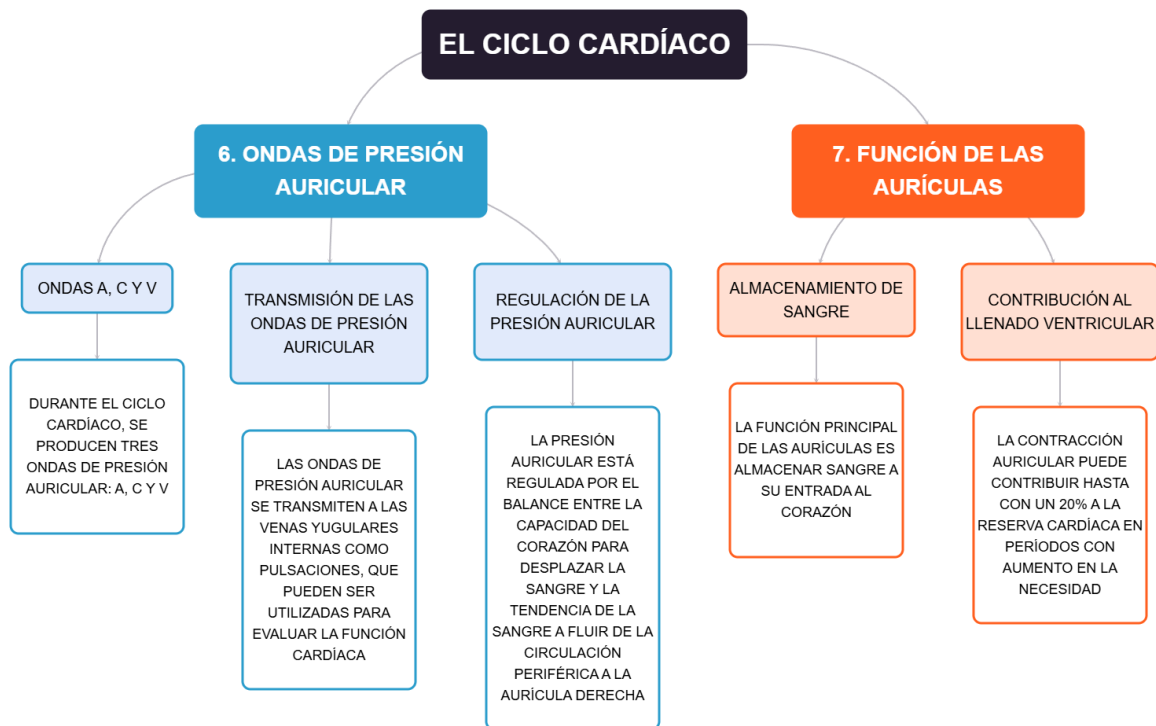 EL CICLO CARDÍACO
6. ONDAS DE PRESIÓN
AURICULAR
ONDAS A, C Y V
DURANTE EL CICLO
CARDÍACO, SE
PRODUCEN TRES
ONDAS DE PRESIÓN
AURICULAR: A, C Y V
TRANSMISIÓN DE LAS
ONDAS DE PRESIÓN
AURICULAR
LAS ONDAS DE
PRESIÓN AURICULAR
SE TRANSMITEN A LAS
VENAS YUGULARES
INTERNAS COMO
PULSACIONES, QUE
PUEDEN SER
UTILIZADAS PARA
EVALUAR LA FUNCIÓN
CARDÍACA
REGULACIÓN DE LA
PRESIÓN AURICULAR
LA PRESIÓN
AURICULAR ESTÁ
REGULADA POR EL
BALANCE ENTRE LA
CAPACIDAD DEL
CORAZÓN PARA
DESPLAZAR LA
SANGRE Y LA
TENDENCIA DE LA
SANGRE A FLUIR DE LA
CIRCULACIÓN
PERIFÉRICA A LA
AURÍCULA DERECHA
7. FUNCIÓN DE LAS
AURÍCULAS
ALMACENAMIENTO DE
SANGRE
LA FUNCIÓN PRINCIPAL
DE LAS AURÍCULAS ES
ALMACENAR SANGRE A
SU ENTRADA AL
CORAZÓN
CONTRIBUCIÓN AL
LLENADO VENTRICULAR
LA CONTRACCIÓN
AURICULAR PUEDE
CONTRIBUIR HASTA
CON UN 20% A LA
RESERVA CARDÍACA EN
PERÍODOS CON
AUMENTO EN LA
NECESIDAD